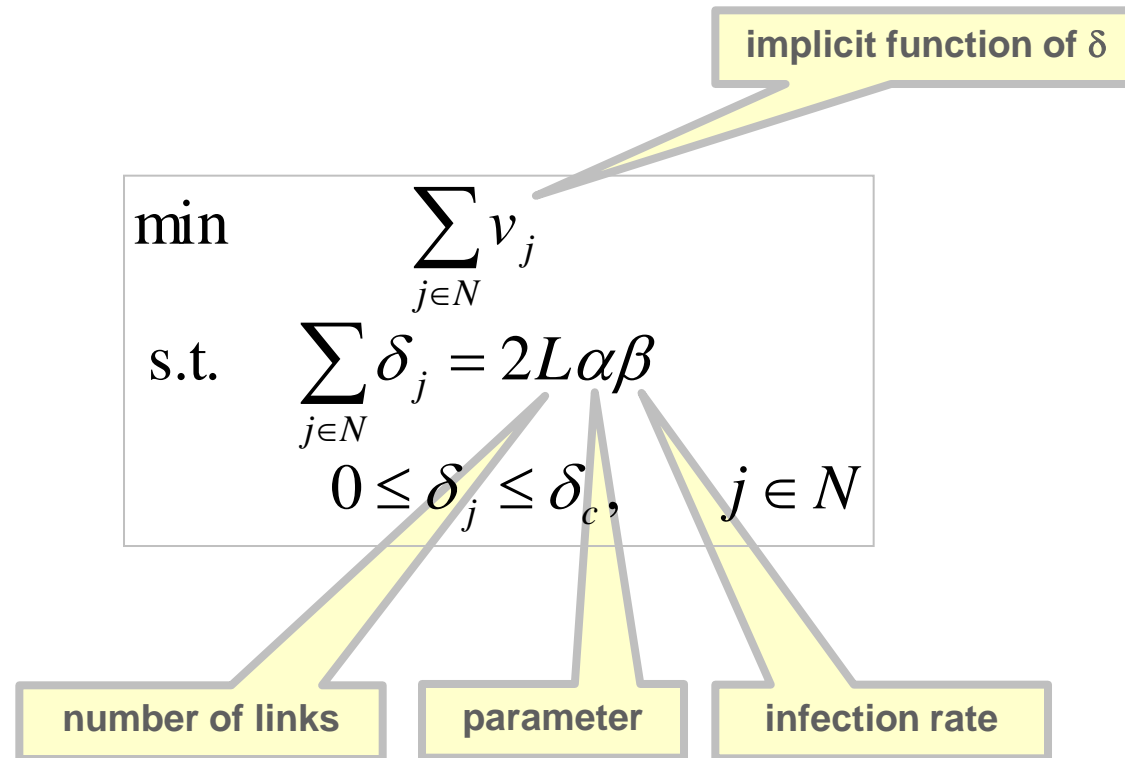 implicit function of δ
min ∑_{j∈N} v_j
s.t. ∑_{j∈N} δ_j = 2Lαβ
0 ≤ δ_j ≤ δ_c, j ∈ N
number of links
parameter
infection rate